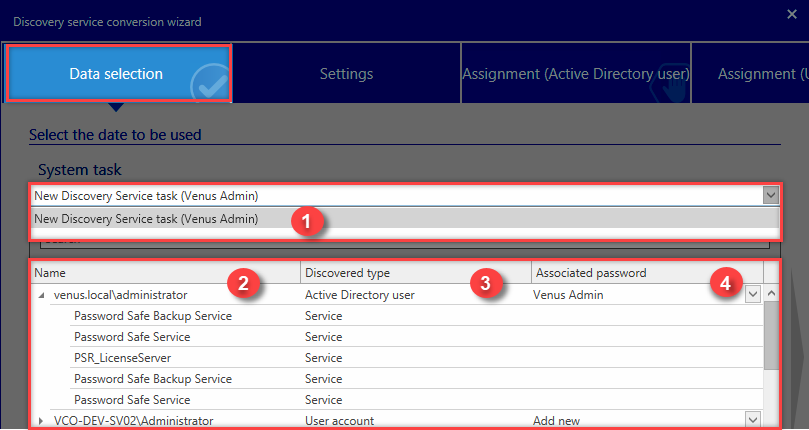 Discovery service conversion wizard
Data selection
Settings
Assignment (Active Directory user)
Assignment (U
Select the date to be used
System task
New Discovery Service task (Venus Admin)
New Discovery Service task (Venus Admin)
1
Name 2 Discovered type 3 Associated password 4
venus.local\administrator Active Directory user Venus Admin
Password Safe Backup Service Service
Password Safe Service Service
PSR_LicenseServer Service
Password Safe Backup Service Service
Password Safe Service Service
VCO-DEV-SV02\Administrator User account Add new